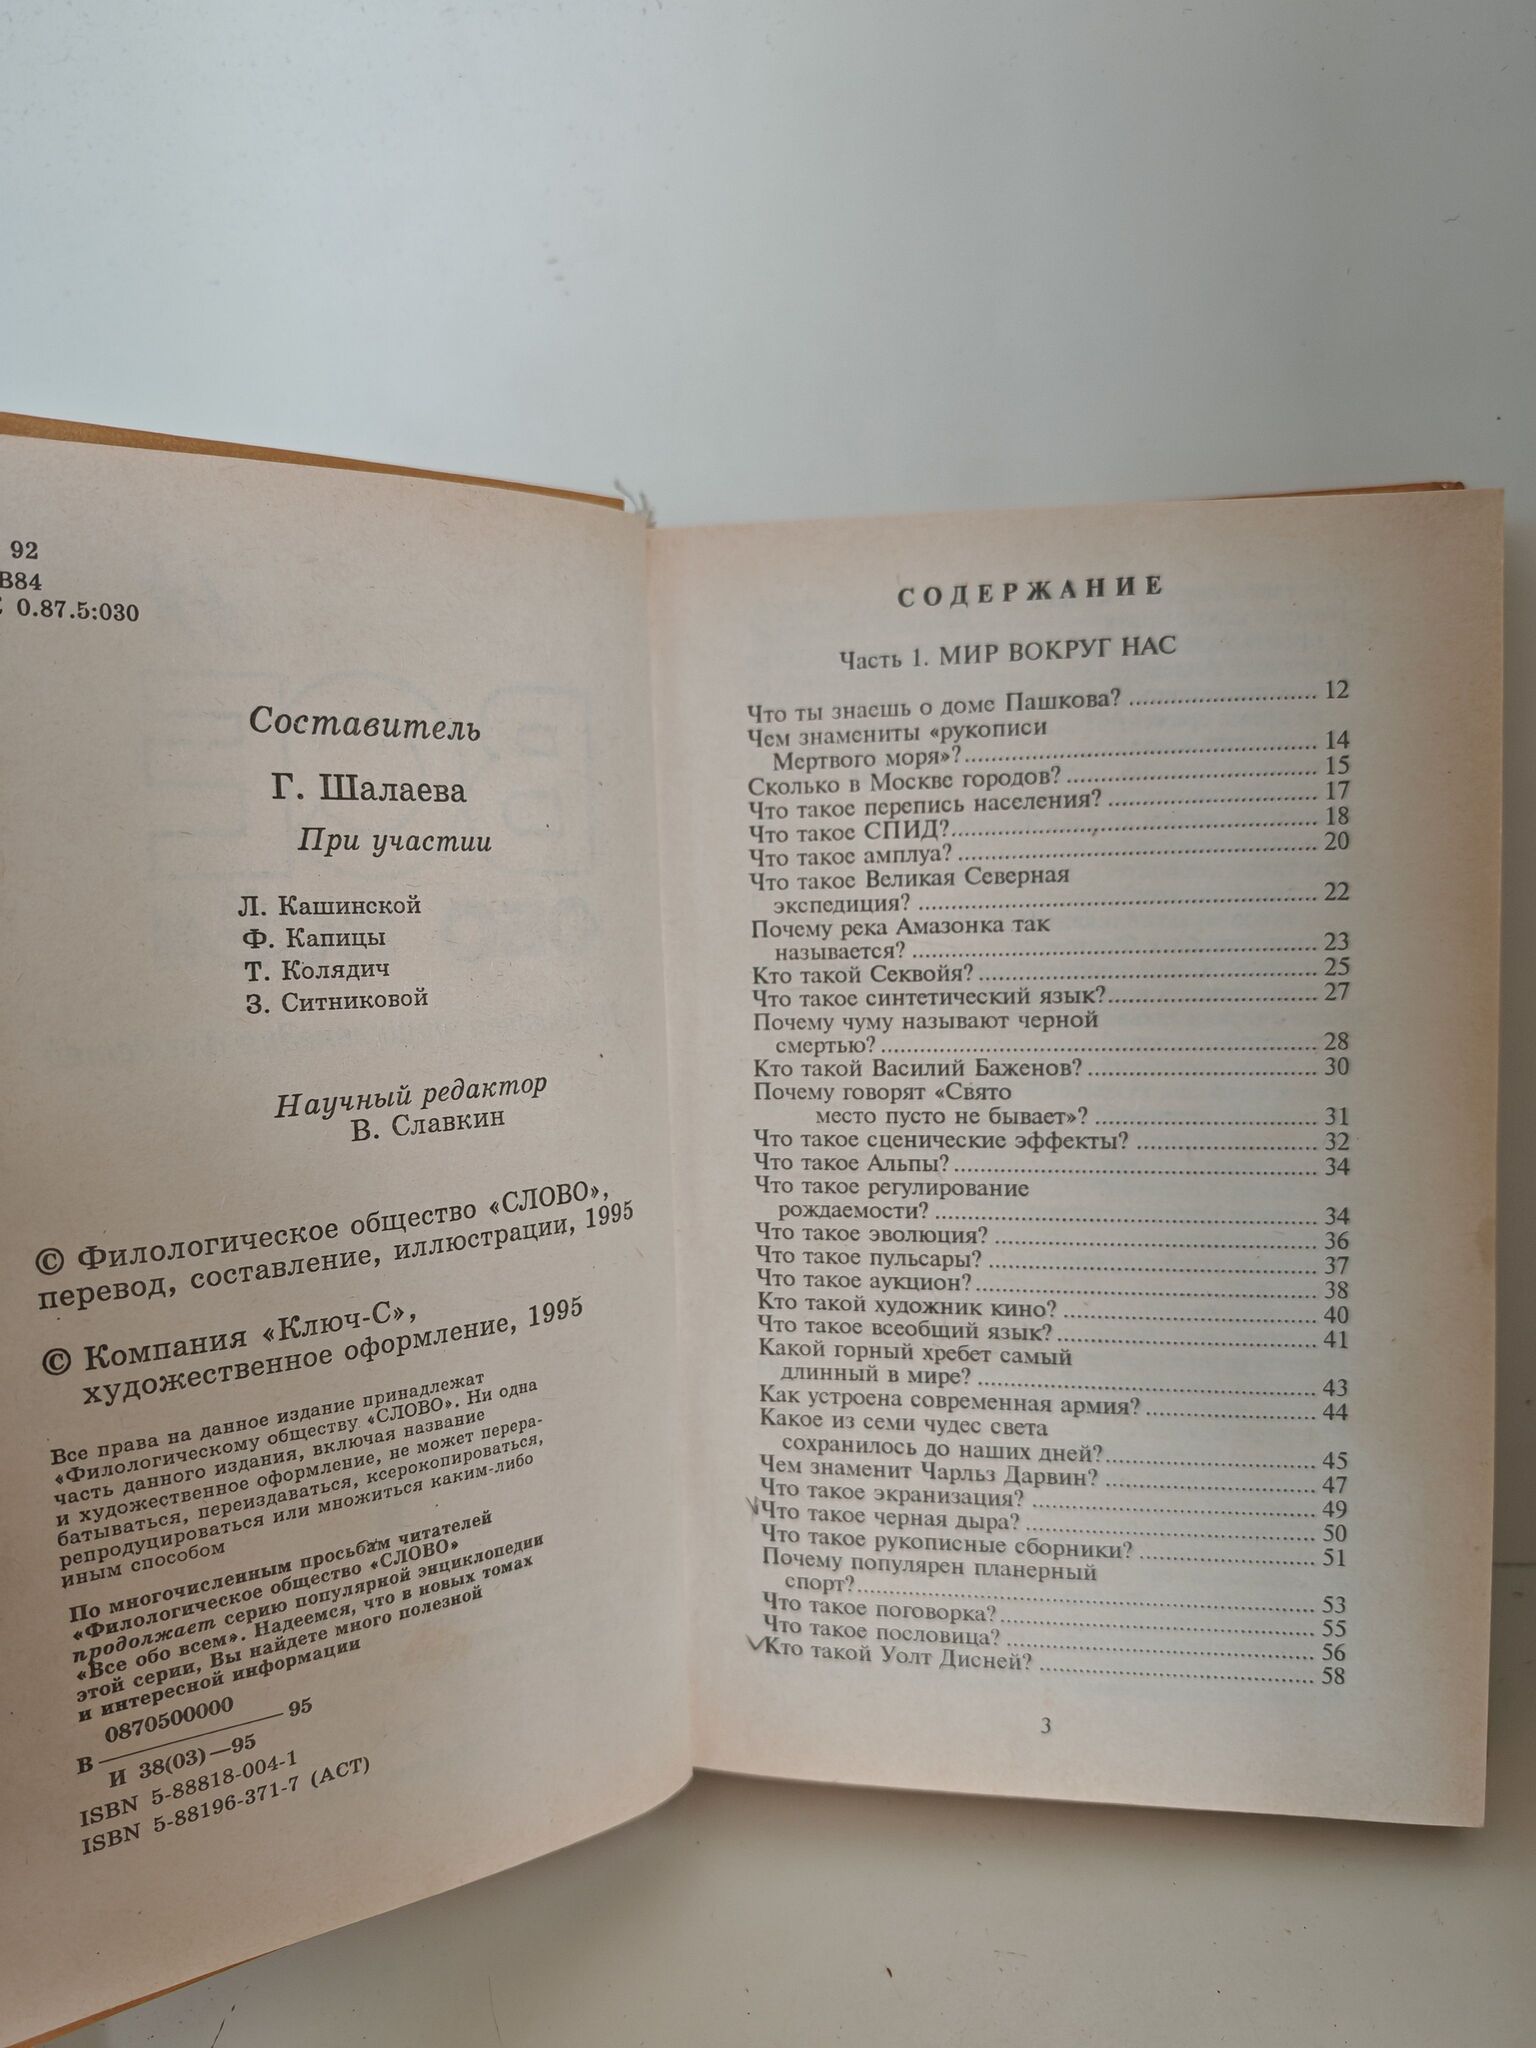 92
В84
0.87.5:030
Составитель
Г. Шалаева
При участии
Л. Кашинской
Ф. Капицы
Т. Колядич
З. Ситниковой
Научный редактор
В. Славкин
© Филологическое общество «СЛОВО»,
перевод, составление, иллюстрации, 1995
© Компания «Ключ-С»,
художественное оформление, 1995
Все права на данное издание принадлежат
«Филологическому обществу «СЛОВО». Ни одна
часть данного издания, включая название
и художественное оформление, не может перера-
батываться, переиздаваться, ксерокопироваться,
репродуцироваться или множиться каким-либо
иным способом
По многочисленным просьбам читателей
«Филологическое общество «СЛОВО»
продолжает серию популярной энциклопедии
«Все обо всем». Надеемся, что в новых томах
этой серии, Вы найдете много полезной
и интересной информации
0870500000
В ——— 95
И 38(03)—95
ISBN 5-88818-004-1
ISBN 5-88196-371-7 (АСТ)
СОДЕРЖАНИЕ
Часть 1. МИР ВОКРУГ НАС
Что ты знаешь о доме Пашкова? ........................ 12
Чем знамениты «рукописи
Мертвого моря»?........................ 14
Сколько в Москве городов? ........................ 15
Что такое перепись населения? ........................ 17
Что такое СПИД?........................ 18
Что такое амплуа? ........................ 20
Что такое Великая Северная
экспедиция? ........................ 22
Почему река Амазонка так
называется? ........................ 23
Кто такой Секвойя? ........................ 25
Что такое синтетический язык?........................ 27
Почему чуму называют черной
смертью? ........................ 28
Кто такой Василий Баженов? ........................ 30
Почему говорят «Свято
место пусто не бывает»? ........................ 31
Что такое сценические эффекты? ........................ 32
Что такое Альпы? ........................ 34
Что такое регулирование
рождаемости? ........................ 34
Что такое эволюция? ........................ 36
Что такое пульсары? ........................ 37
Что такое аукцион? ........................ 38
Кто такой художник кино? ........................ 40
Что такое всеобщий язык? ........................ 41
Какой горный хребет самый
длинный в мире? ........................ 43
Как устроена современная армия? ........................ 44
Какое из семи чудес света
сохранилось до наших дней?........................ 45
Чем знаменит Чарльз Дарвин? ........................ 47
Что такое экранизация? ........................ 49
Что такое черная дыра? ........................ 50
Что такое рукописные сборники? ........................ 51
Почему популярен планерный
спорт?........................ 53
Что такое поговорка?........................ 55
Что такое пословица? ........................ 56
Кто такой Уолт Дисней? ........................ 58
3